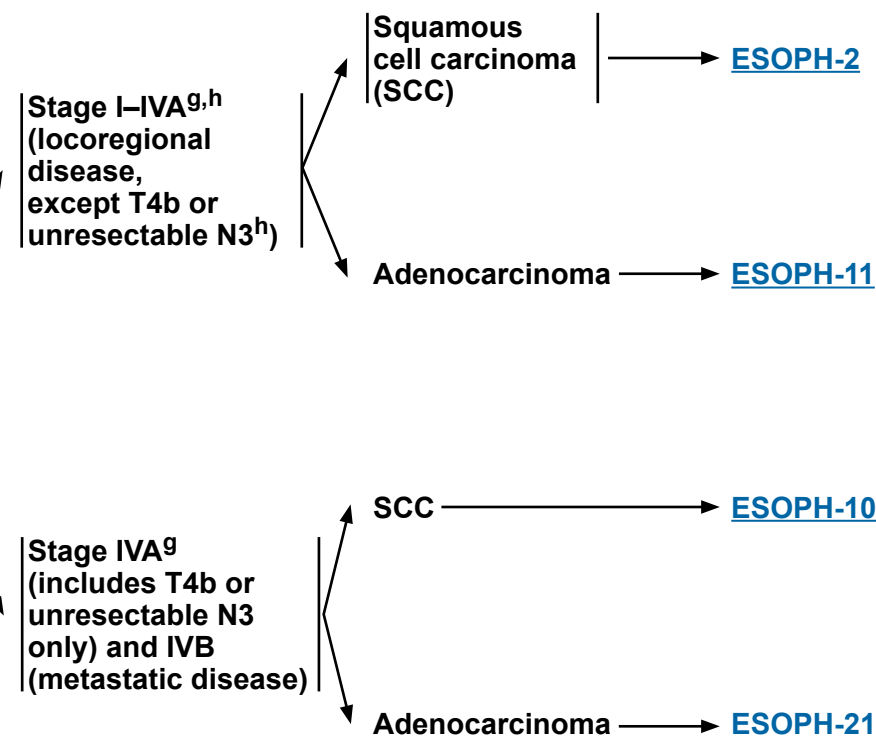 Squamous
cell carcinoma
(SCC)
ESOPH-2
Stage I–IVAg,h
(locoregional
disease,
except T4b or
unresectable N3h)
Adenocarcinoma
ESOPH-11
SCC
ESOPH-10
Stage IVAg
(includes T4b or
unresectable N3
only) and IVB
(metastatic disease)
Adenocarcinoma
ESOPH-21